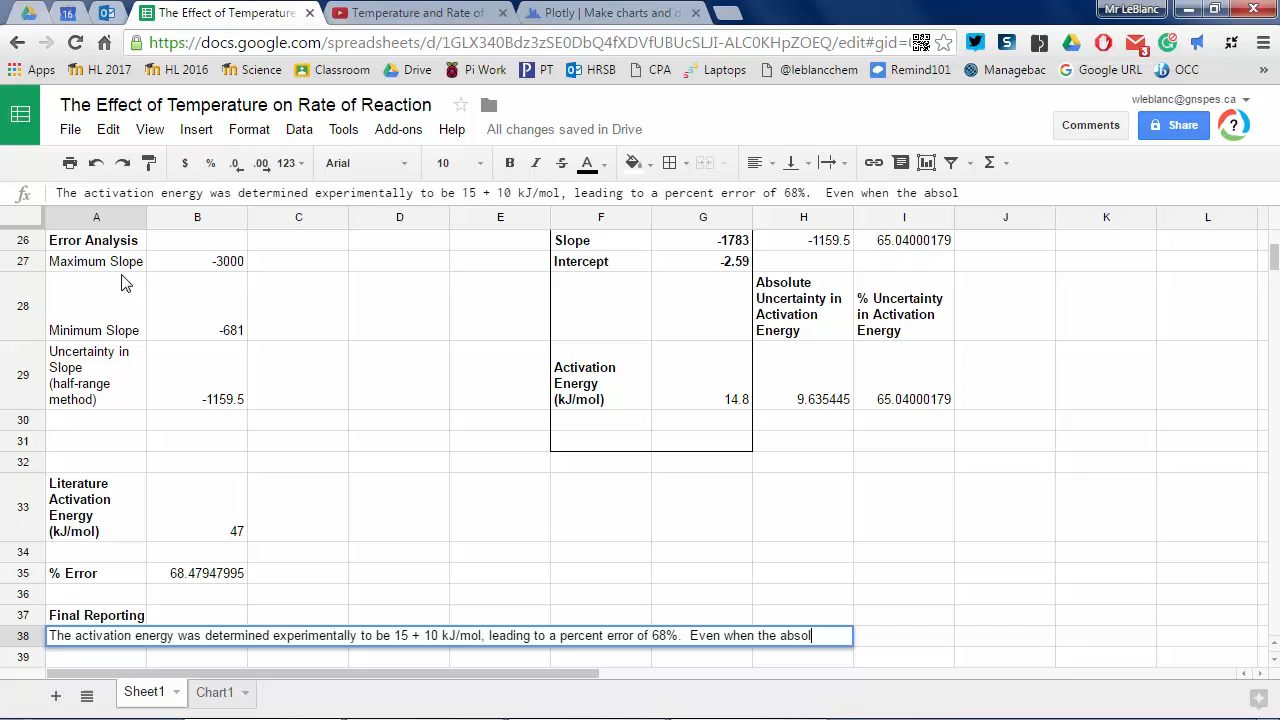 The Effect of Temperature
Temperature and Rate of
Plotly | Make charts and d
Mr LeBlanc
https://docs.google.com/spreadsheets/d/1GLX340Bdz3zSEDbQ4fXDVfUBUcSLJI-ALC0KHpZOEQ/edit#gid=
Apps HL 2017 HL 2016 Science Classroom Drive Pi Work PT HRSB CPA Laptops @leblancchem Remind101 Managebac Google URL OCC »
The Effect of Temperature on Rate of Reaction
wleblanc@gnspes.ca
File Edit View Insert Format Data Tools Add-ons Help All changes saved in Drive
Comments Share
$ % .0 .00 123 Arial 10 B I S A Σ
fx The activation energy was determined experimentally to be 15 + 10 kJ/mol, leading to a percent error of 68%. Even when the absol
A B C D E F G H I J K L
26 Error Analysis Slope -1783 -1159.5 65.04000179
27 Maximum Slope -3000 Intercept -2.59
Absolute
Uncertainty in
Activation
Energy
% Uncertainty
in Activation
Energy
28 Minimum Slope -681
29
Uncertainty in
Slope
(half-range
method)
-1159.5
Activation
Energy
(kJ/mol)
14.8 9.635445 65.04000179
30
31
32
33
Literature
Activation
Energy
(kJ/mol)
47
34
35 % Error 68.47947995
36
37 Final Reporting
38 The activation energy was determined experimentally to be 15 + 10 kJ/mol, leading to a percent error of 68%. Even when the absol
39
Sheet1 Chart1